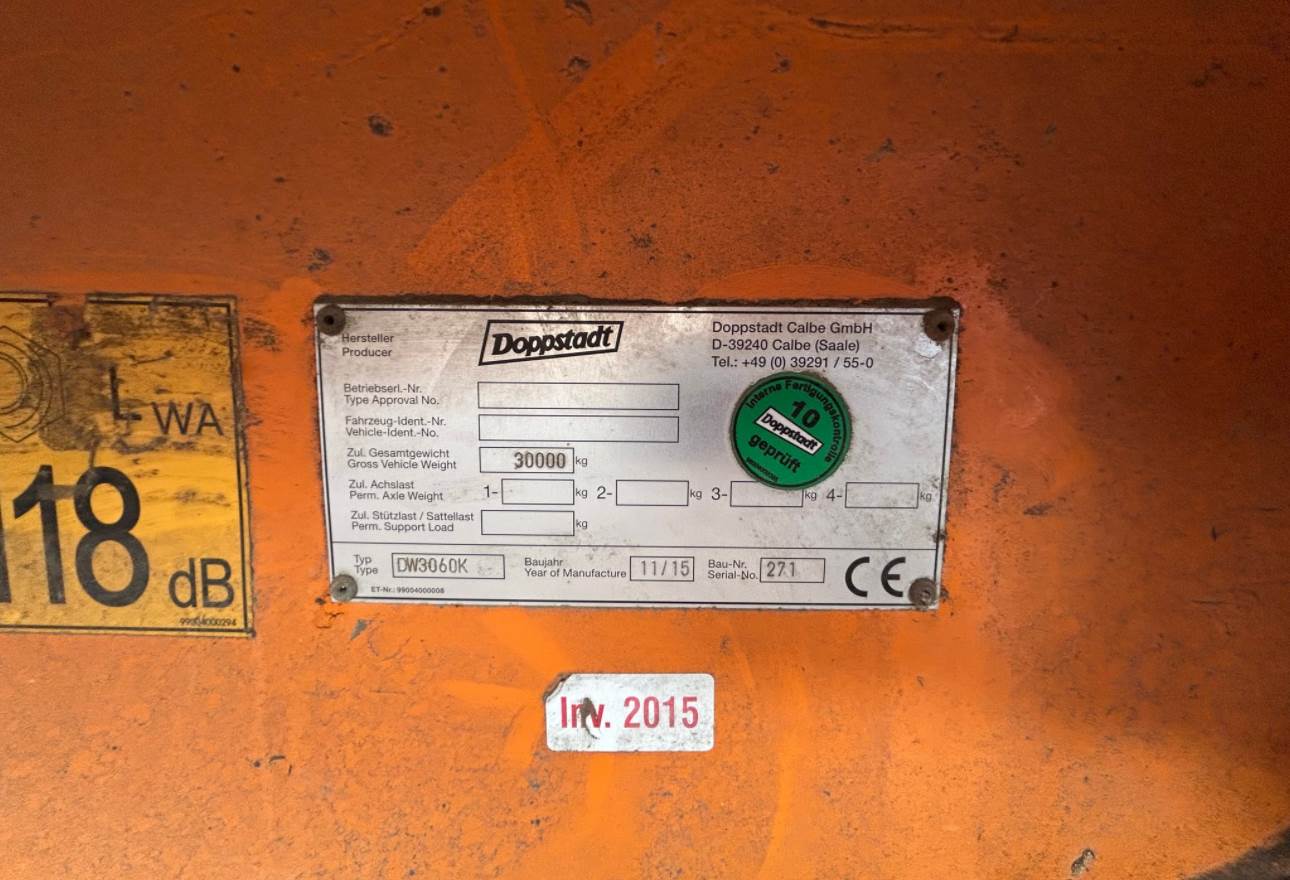 L WA
118
dB
99004000294
Hersteller
Producer
Doppstadt
Doppstadt Calbe GmbH
D-39240 Calbe (Saale)
Tel.: +49 (0) 39291 / 55-0
Betriebserl.-Nr.
Type Approval No.
Fahrzeug-Ident.-Nr.
Vehicle-Ident.-No.
Zul. Gesamtgewicht
Gross Vehicle Weight
30000 kg
Zul. Achslast
Perm. Axle Weight
1- kg 2- kg 3- kg 4- kg
Zul. Stützlast / Sattellast
Perm. Support Load
kg
Interne Fertigungskontrolle
10
Doppstadt
geprüft
Typ
Type
DW3060K
Baujahr
Year of Manufacture
11/15
Bau-Nr.
Serial-No.
271
CE
ET-Nr.: 99004000008
Inv. 2015